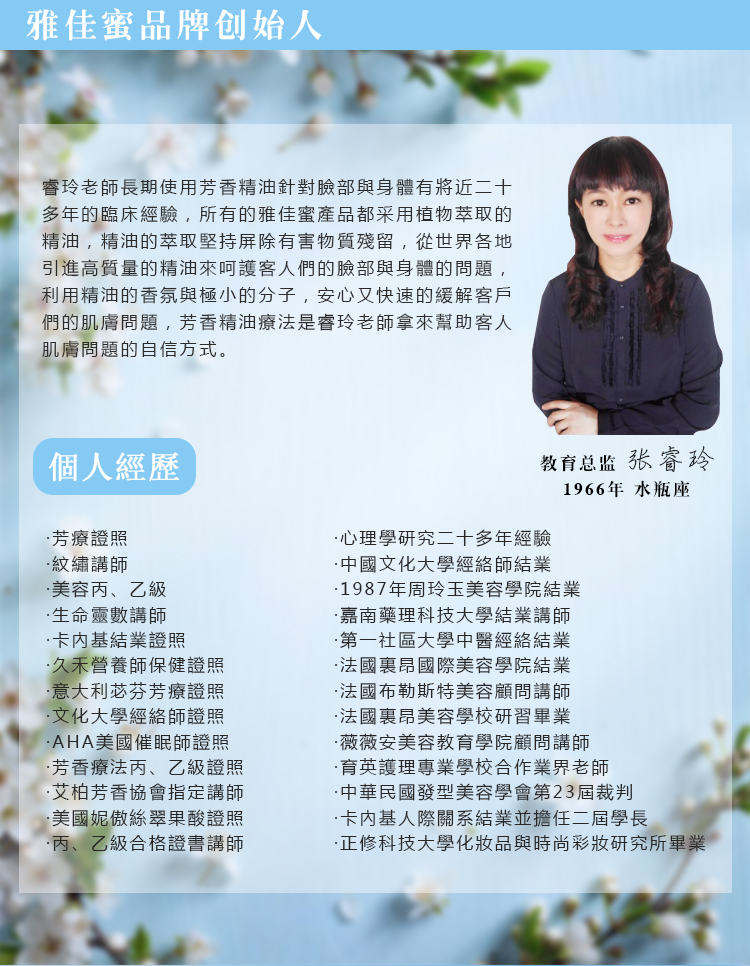 雅佳蜜品牌创始人
睿玲老師長期使用芳香精油針對臉部與身體有將近二十
多年的臨床經驗，所有的雅佳蜜產品都采用植物萃取的
精油，精油的萃取堅持屏除有害物質殘留，從世界各地
引進高質量的精油來呵護客人們的臉部與身體的問題，
利用精油的香氛與極小的分子，安心又快速的緩解客戶
們的肌膚問題，芳香精油療法是睿玲老師拿來幫助客人
肌膚問題的自信方式。
教育总监 张睿玲
1966年 水瓶座
個人經歷
·芳療證照
·紋繡講師
·美容丙、乙級
·生命靈數講師
·卡內基結業證照
·久禾營養師保健證照
·意大利苾芬芳療證照
·文化大學經絡師證照
·AHA美國催眠師證照
·芳香療法丙、乙級證照
·艾柏芳香協會指定講師
·美國妮傲絲翠果酸證照
·丙、乙級合格證書講師
·心理學研究二十多年經驗
·中國文化大學經絡師結業
·1987年周玲玉美容學院結業
·嘉南藥理科技大學結業講師
·第一社區大學中醫經絡結業
·法國裏昂國際美容學院結業
·法國布勒斯特美容顧問講師
·法國裏昂美容學校研習畢業
·薇薇安美容教育學院顧問講師
·育英護理專業學校合作業界老師
·中華民國發型美容學會第23屆裁判
·卡內基人際關系結業並擔任二屆學長
·正修科技大學化妝品與時尚彩妝研究所畢業